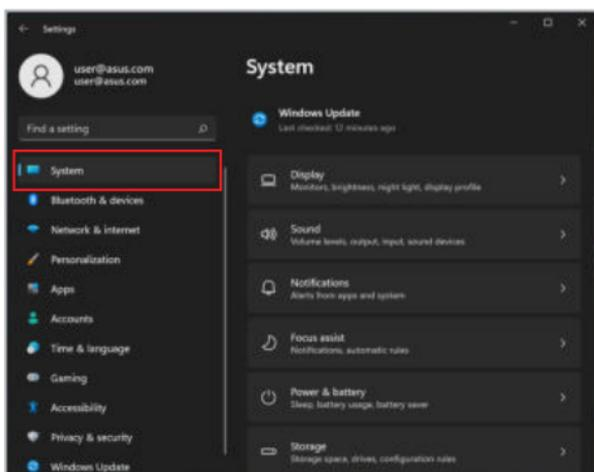 Settings
user@asus.com
user@asus.com
Find a setting
System
Bluetooth & devices
Network & internet
Personalization
Apps
Accounts
Time & language
Gaming
Accessibility
Privacy & security
Windows Update
System
Windows Update
Last checked: 12 minutes ago
Display
Monitors, brightness, night light, display profile
Sound
Volume levels, output, input, sound devices
Notifications
Alerts from apps and system
Focus assist
Notifications, automatic rules
Power & battery
Sleep, battery usage, battery saver
Storage
Storage space, drives, configuration rules